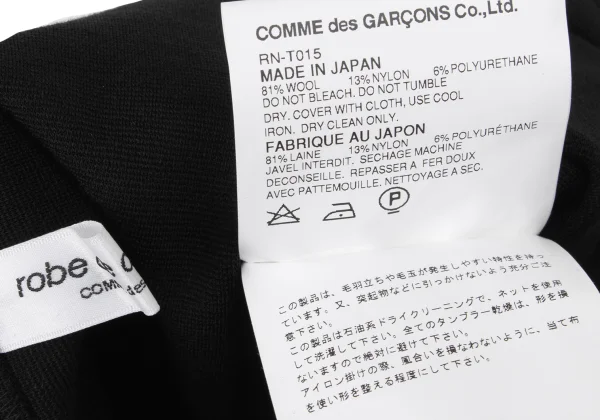 COMME des GARÇONS Co.,Ltd.
RN-T015
MADE IN JAPAN
81% WOOL 13% NYLON 6% POLYURETHANE
DO NOT BLEACH. DO NOT TUMBLE
DRY. COVER WITH CLOTH, USE COOL
IRON. DRY CLEAN ONLY.
FABRIQUE AU JAPON
81% LAINE 13% NYLON 6% POLYURÉTHANE
JAVEL INTERDIT. SECHAGE MACHINE
DECONSEILLE. REPASSER A FER DOUX
AVEC PATTEMOUILLE. NETTOYAGE A SEC.
P
robe
COMME des
この製品は、毛羽立ちや毛玉が発生しやすい特性を持っ
ています。又、突起物などに引っかけないよう充分ご注
意下さい。
この製品は石油系ドライクリーニングで、ネットを使用
して洗濯して下さい。全てのタンブラー乾燥は、形を損
ないますので絶対に避けて下さい。
アイロン掛けの際、風合いを損なわないように、当て布
を使い形を整える程度にして下さい。